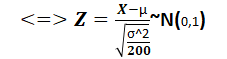 <=> Z = X-μ / √(σ^2/200) ~N(0,1)